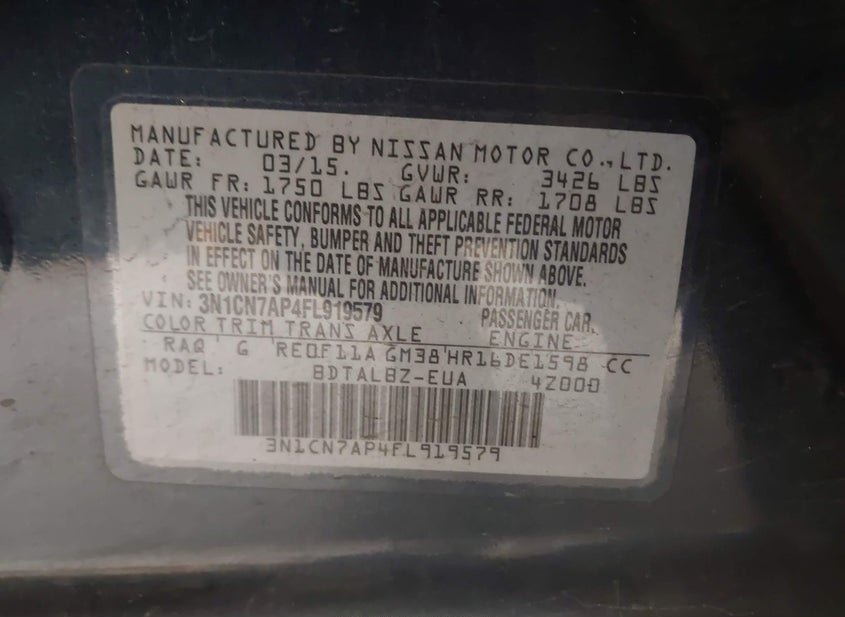 MANUFACTURED BY NISSAN MOTOR CO., LTD.
DATE: 03/15. GVWR: 3426 LBS
GAWR FR: 1750 LBS GAWR RR: 1708 LBS
THIS VEHICLE CONFORMS TO ALL APPLICABLE FEDERAL MOTOR
VEHICLE SAFETY, BUMPER AND THEFT PREVENTION STANDARDS
IN EFFECT ON THE DATE OF MANUFACTURE SHOWN ABOVE.
SEE OWNER'S MANUAL FOR ADDITIONAL INFORMATION.
VIN: 3N1CN7AP4FL919579 PASSENGER CAR.
COLOR TRIM TRANS AXLE ENGINE
RAQ G RE0F11A GM38 HR16DE1598 CC
MODEL: BDTALBZ-EUA 4Z000
3N1CN7AP4FL919579